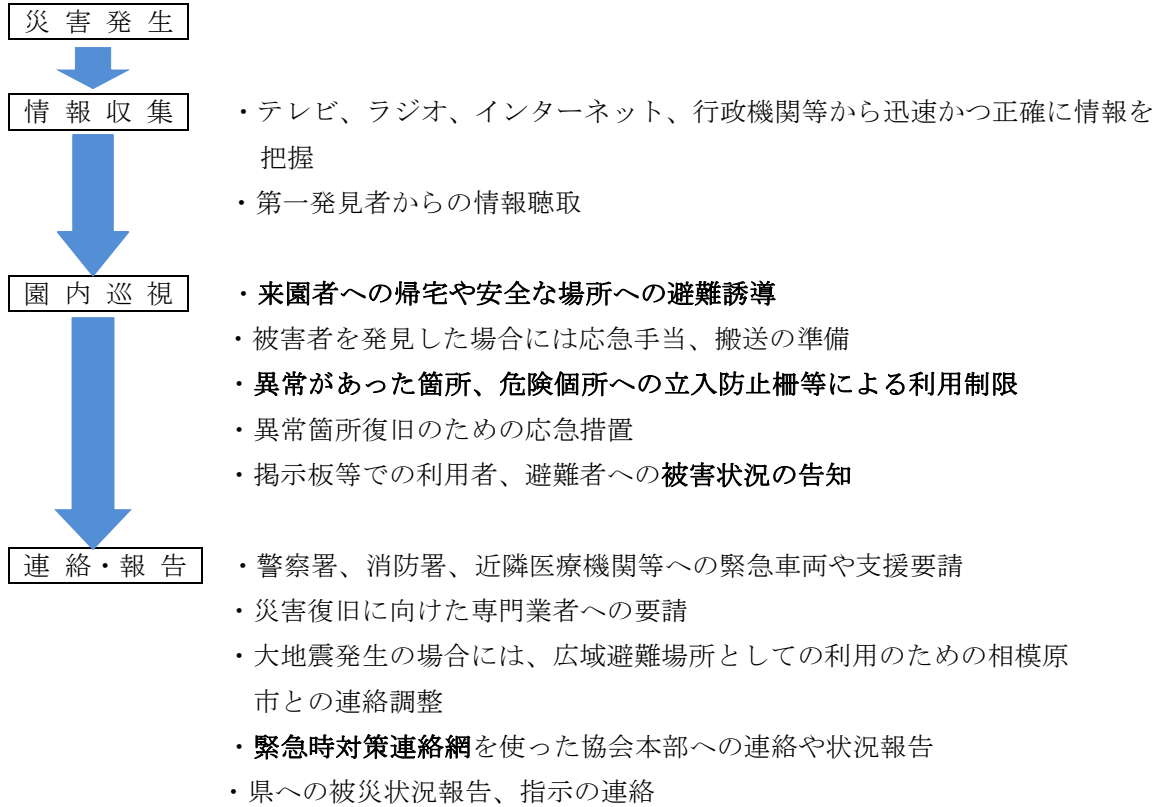 災 害 発 生
情 報 収 集
・テレビ、ラジオ、インターネット、行政機関等から迅速かつ正確に情報を
把握
・第一発見者からの情報聴取
園 内 巡 視
・来園者への帰宅や安全な場所への避難誘導
・被害者を発見した場合には応急手当、搬送の準備
・異常があった箇所、危険個所への立入防止柵等による利用制限
・異常箇所復旧のための応急措置
・掲示板等での利用者、避難者への被害状況の告知
連 絡・報 告
・警察署、消防署、近隣医療機関等への緊急車両や支援要請
・災害復旧に向けた専門業者への要請
・大地震発生の場合には、広域避難場所としての利用のための相模原
市との連絡調整
・緊急時対策連絡網を使った協会本部への連絡や状況報告
・県への被災状況報告、指示の連絡